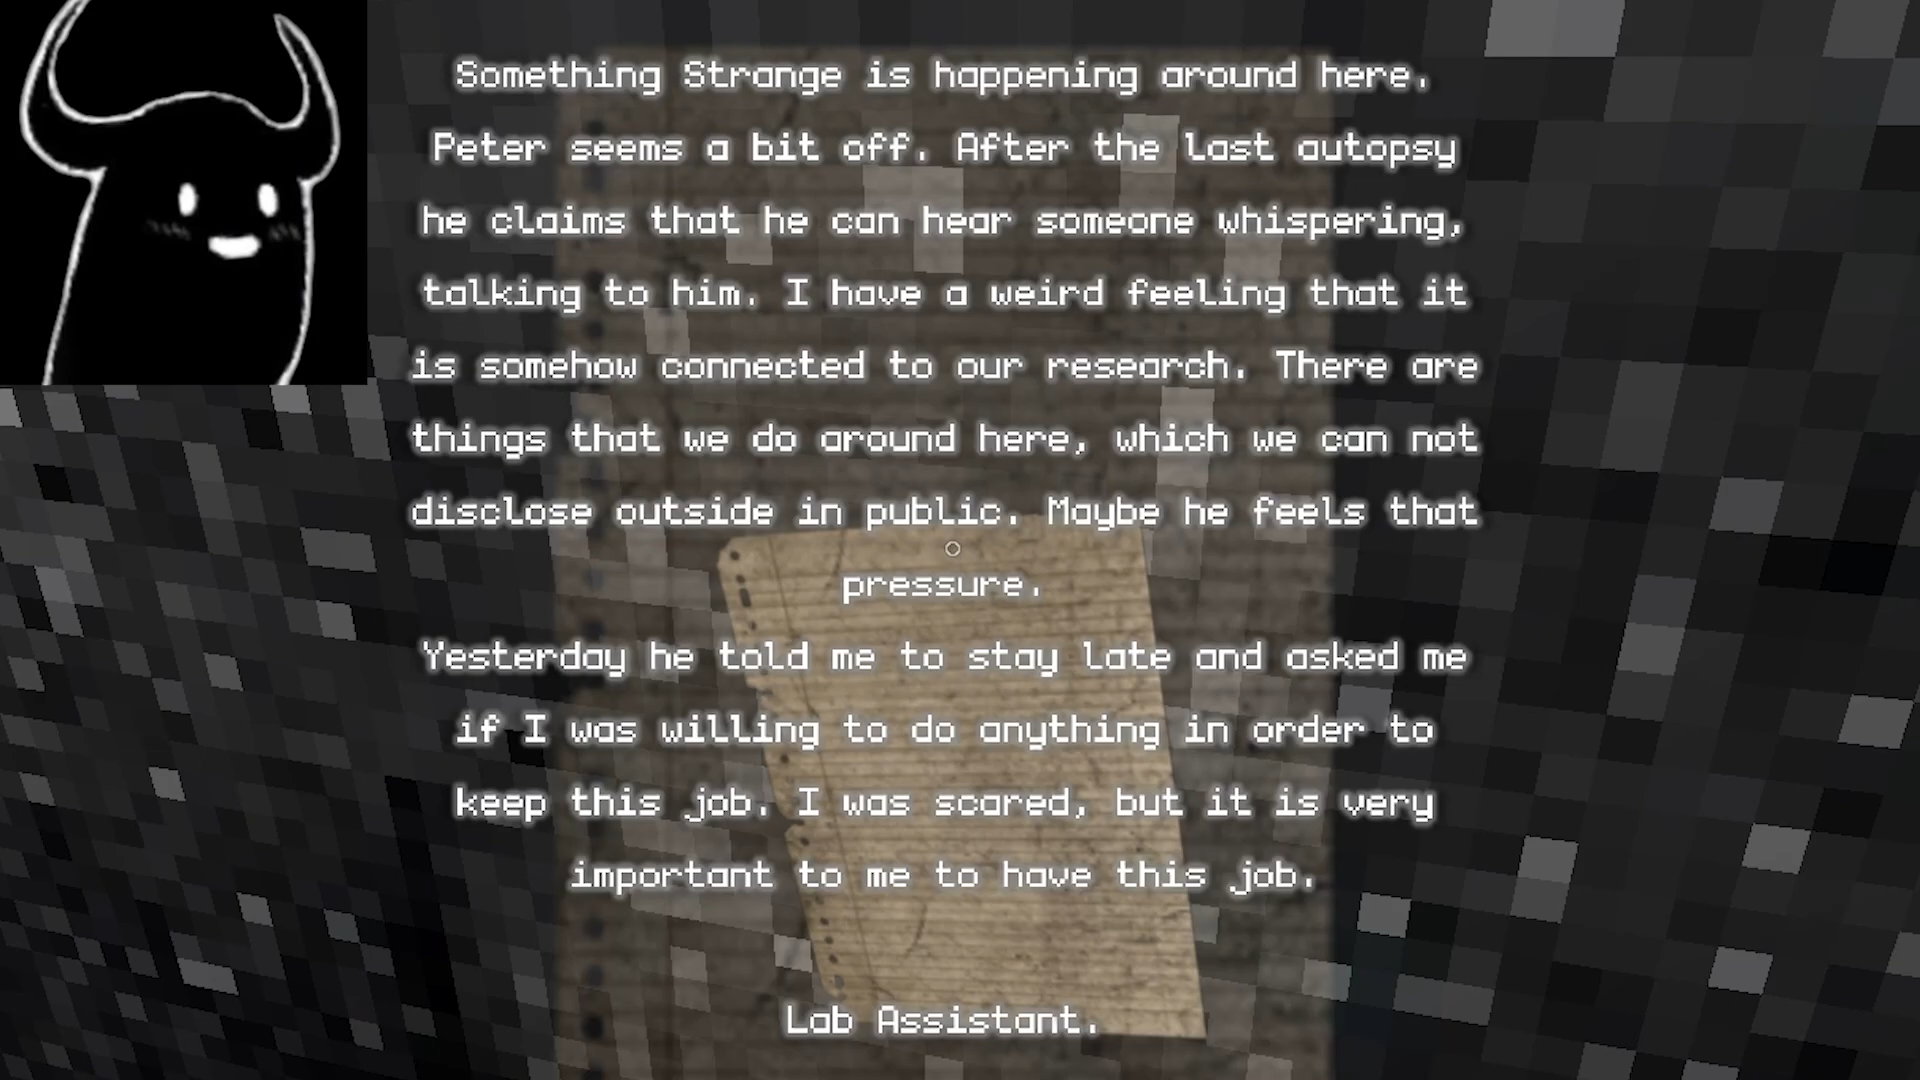 Something Strange is happening around here.
Peter seems a bit off. After the last autopsy
he claims that he can hear someone whispering,
talking to him. I have a weird feeling that it
is somehow connected to our research. There are
things that we do around here, which we can not
disclose outside in public. Maybe he feels that
pressure.
Yesterday he told me to stay late and asked me
if I was willing to do anything in order to
keep this job. I was scared, but it is very
important to me to have this job.
Lab Assistant.